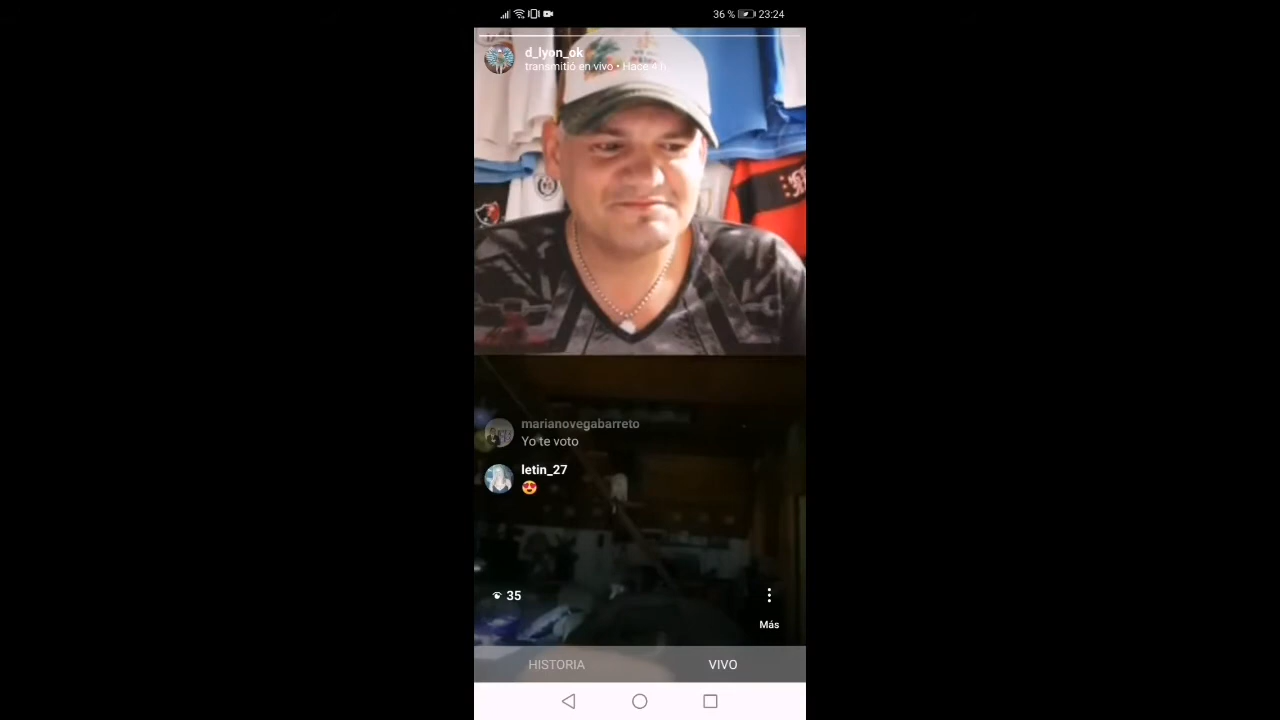 36 % 23:24
d_lyon_ok
transmitió en vivo • Hace 4 h
marianovegabarreto
Yo te voto
letin_27
😍
35
Más
HISTORIA
VIVO